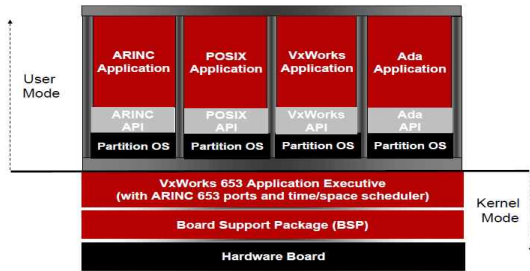 User
Mode
ARINC
Application
POSIX
Application
VxWorks
Application
Ada
Application
ARINC
API
POSIX
API
VxWorks
API
Ada
API
Partition OS
Partition OS
Partition OS
Partition OS
VxWorks 653 Application Executive
(with ARINC 653 ports and time/space scheduler)
Kernel
Mode
Board Support Package (BSP)
Hardware Board